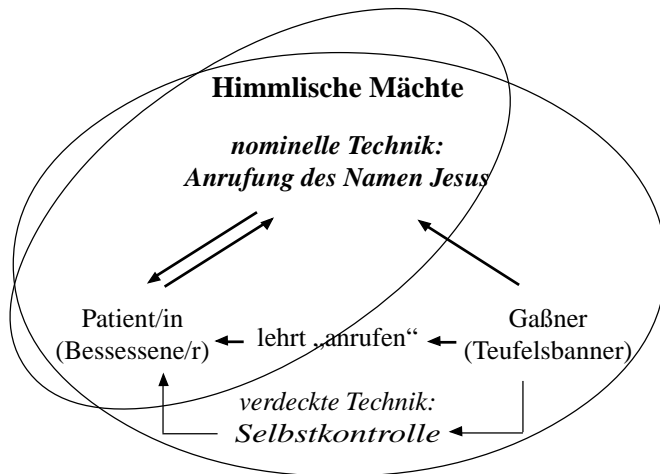 Himmlische Mächte
nominelle Technik:
Anrufung des Namen Jesus
Patient/in
(Bessessene/r)
lehrt „anrufen“
Gaßner
(Teufelsbanner)
verdeckte Technik:
Selbstkontrolle